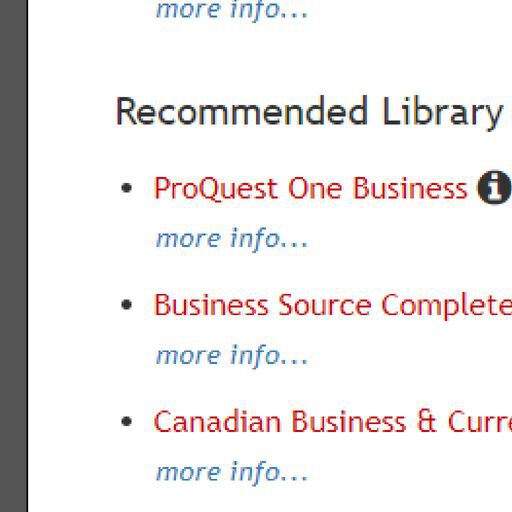 more info...
Recommended Library
ProQuest One Business
more info...
Business Source Complete
more info...
Canadian Business & Curre
more info...